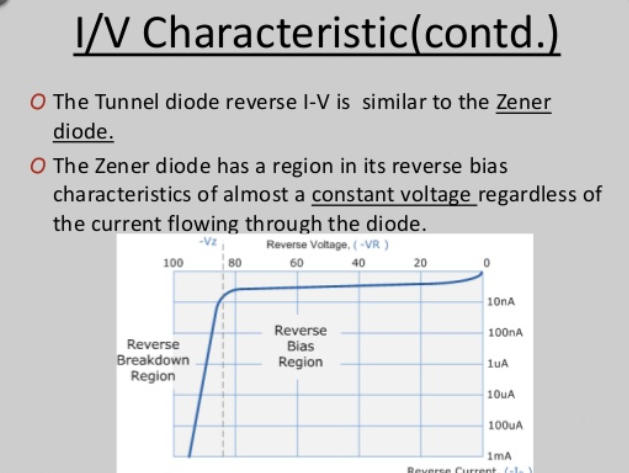 I/V Characteristic(contd.)
O The Tunnel diode reverse I-V is similar to the Zener
diode.
O The Zener diode has a region in its reverse bias
characteristics of almost a constant voltage regardless of
the current flowing through the diode.
-Vz Reverse Voltage, ( -VR )
100 80 60 40 20 0
10nA
100nA
1uA
10uA
100uA
1mA
Reverse
Breakdown
Region
Reverse
Bias
Region
Reverse Current